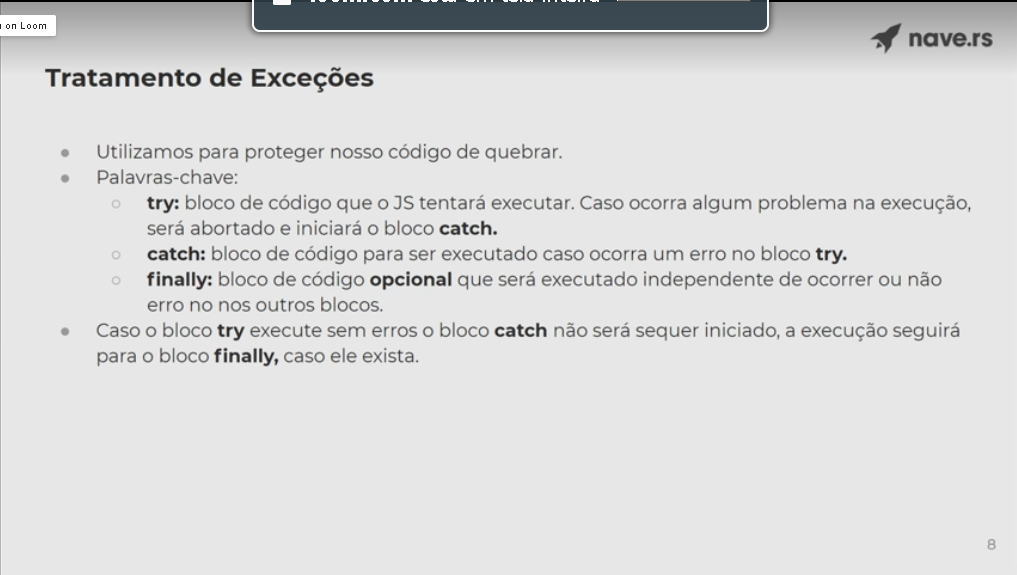 on Loom
nave.rs
Tratamento de Exceções
Utilizamos para proteger nosso código de quebrar.
Palavras-chave:
try: bloco de código que o JS tentará executar. Caso ocorra algum problema na execução,
será abortado e iniciará o bloco catch.
catch: bloco de código para ser executado caso ocorra um erro no bloco try.
finally: bloco de código opcional que será executado independente de ocorrer ou não
erro no nos outros blocos.
Caso o bloco try execute sem erros o bloco catch não será sequer iniciado, a execução seguirá
para o bloco finally, caso ele exista.
8